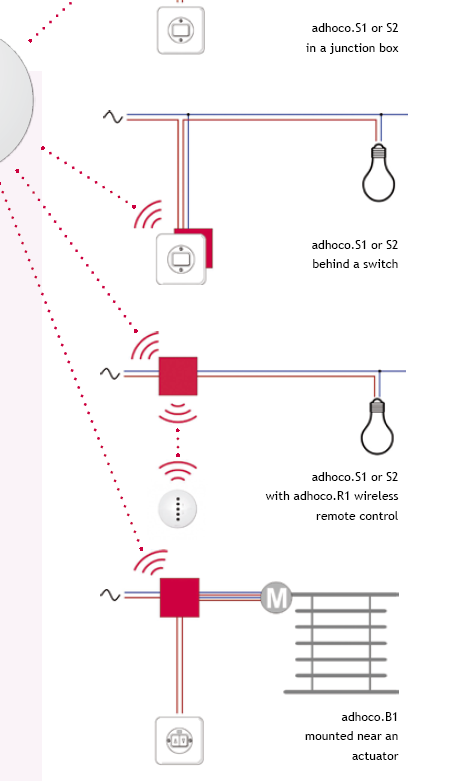 adhoco.S1 or S2
in a junction box
adhoco.S1 or S2
behind a switch
adhoco.S1 or S2
with adhoco.R1 wireless
remote control
M
adhoco.B1
mounted near an
actuator